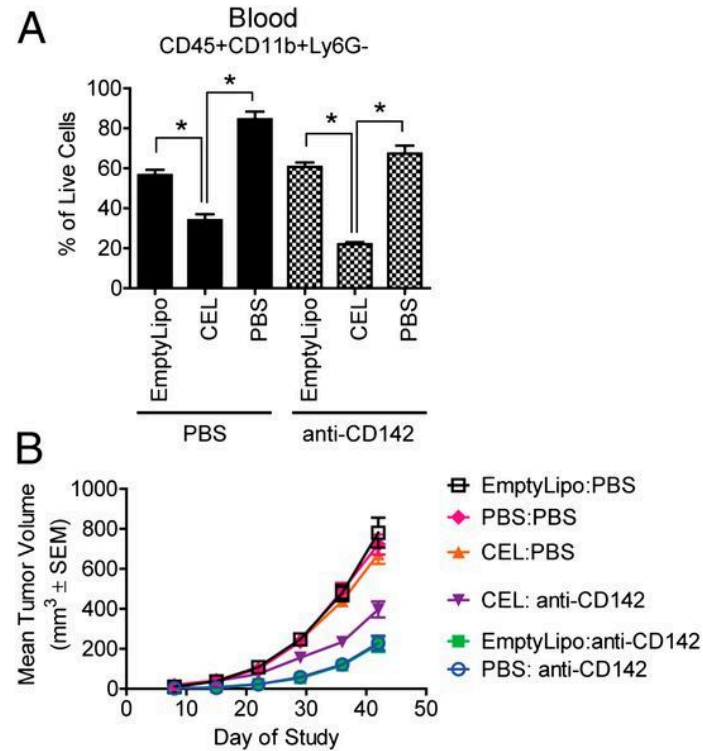 A
Blood
CD45+CD11b+Ly6G-
% of Live Cells
100
80
60
40
20
0
* * * *
EmptyLipo CEL PBS EmptyLipo CEL PBS
PBS anti-CD142
B
Mean Tumor Volume
(mm³ ± SEM)
1000
800
600
400
200
0
0 10 20 30 40 50
Day of Study
EmptyLipo:PBS
PBS:PBS
CEL:PBS
CEL: anti-CD142
EmptyLipo:anti-CD142
PBS: anti-CD142